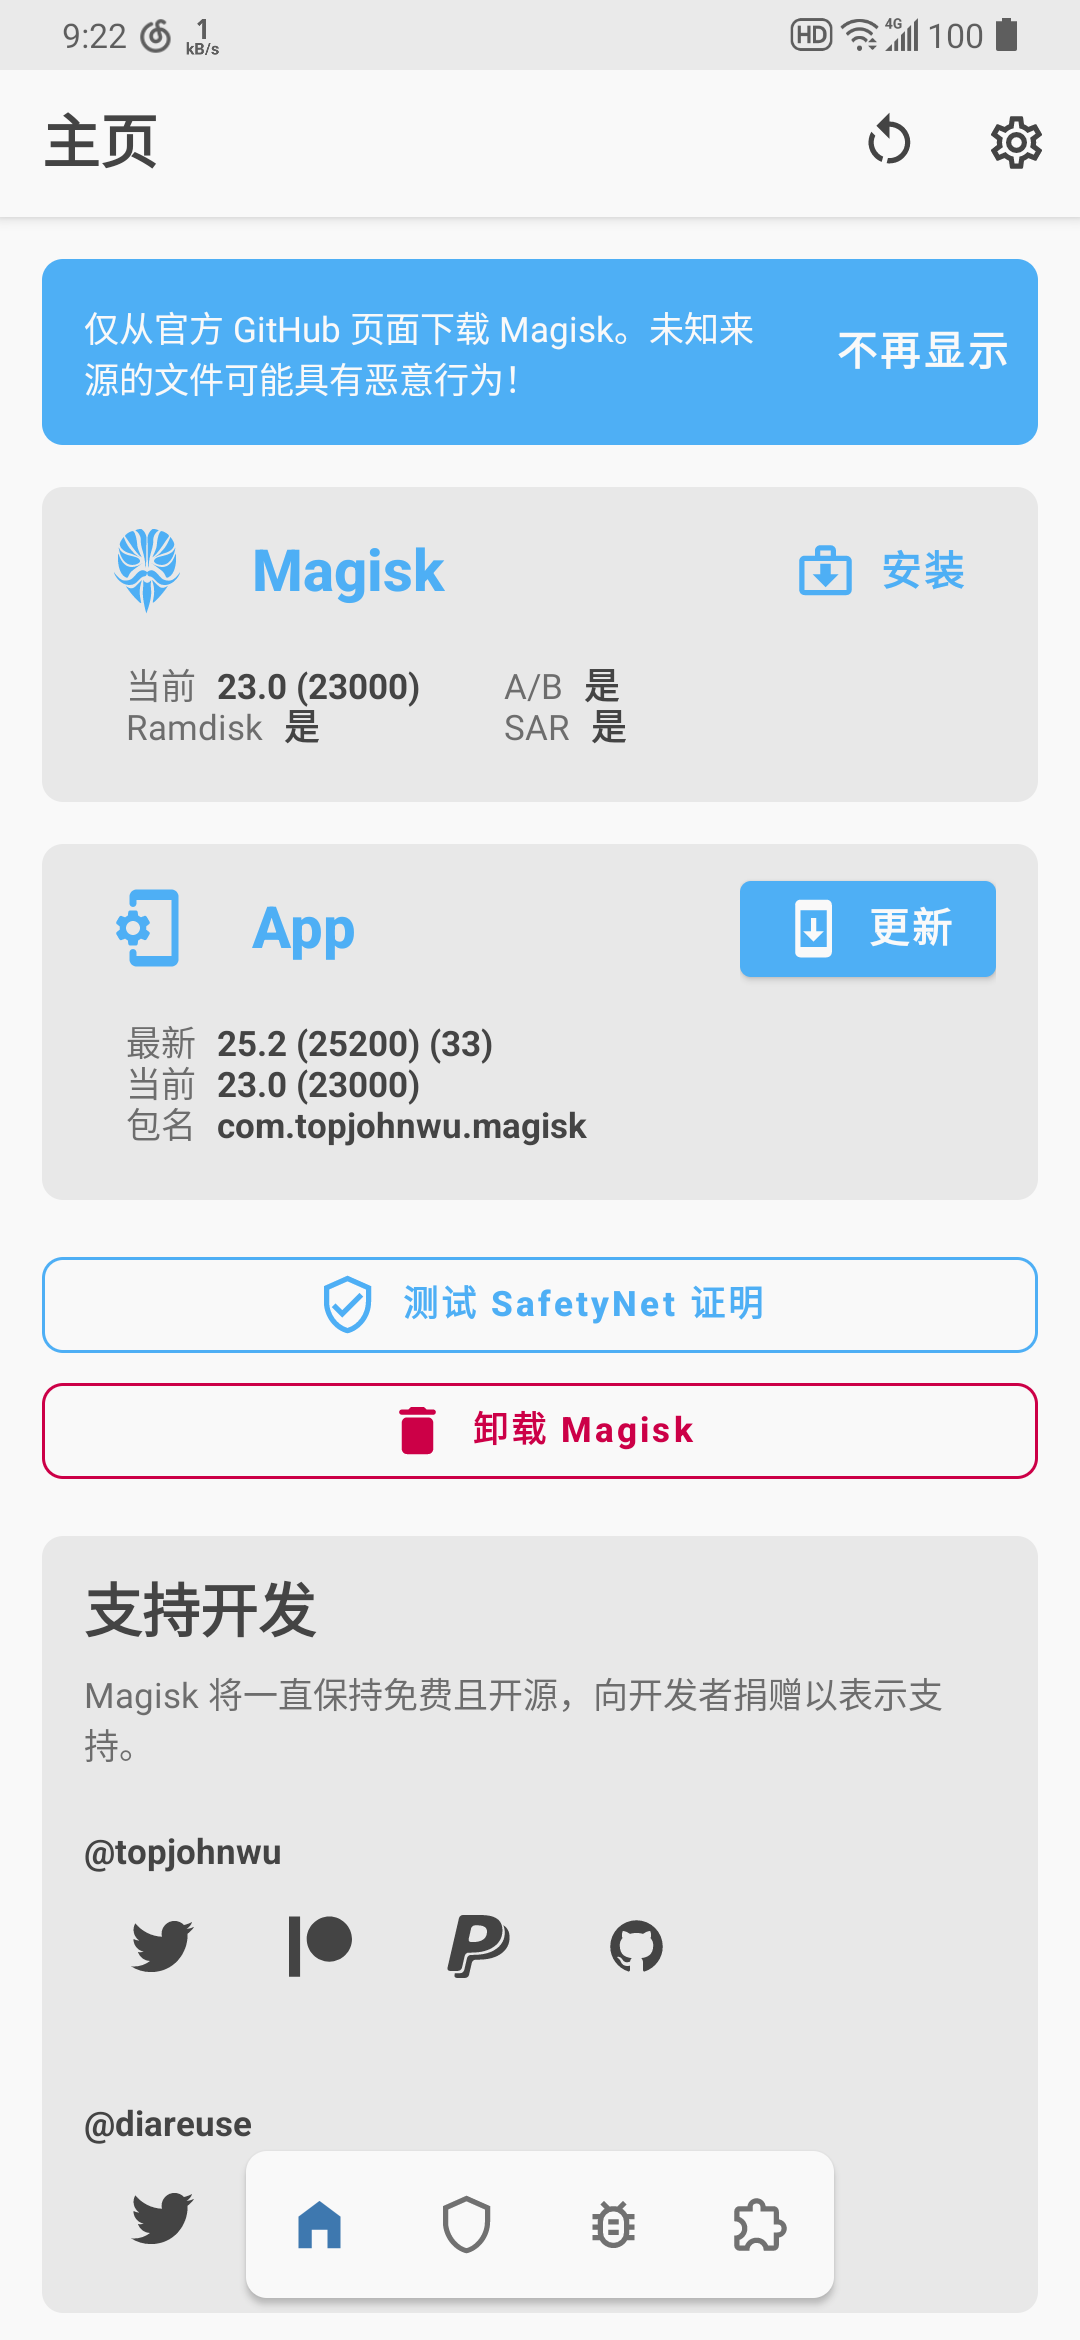 9:22 1 kB/s HD 4G 100
主页
仅从官方 GitHub 页面下载 Magisk。未知来
源的文件可能具有恶意行为！
不再显示
Magisk
安装
当前 23.0 (23000) A/B 是
Ramdisk 是 SAR 是
App
更新
最新 25.2 (25200) (33)
当前 23.0 (23000)
包名 com.topjohnwu.magisk
测试 SafetyNet 证明
卸载 Magisk
支持开发
Magisk 将一直保持免费且开源，向开发者捐赠以表示支
持。
@topjohnwu
@diareuse